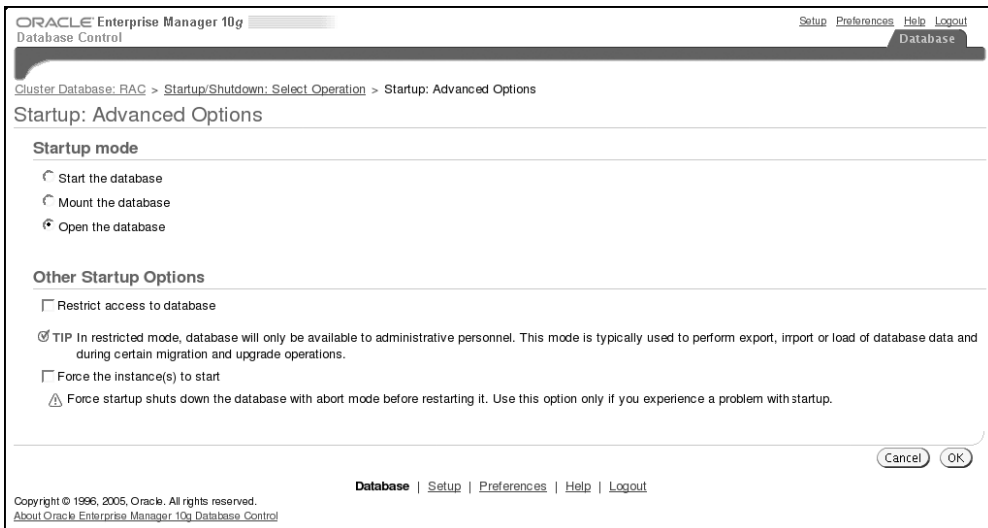 ORACLE Enterprise Manager 10g
Database Control
Setup Preferences Help Logout
Database
Cluster Database: RAC > Startup/Shutdown: Select Operation > Startup: Advanced Options
Startup: Advanced Options
Startup mode
Start the database
Mount the database
Open the database
Other Startup Options
Restrict access to database
TIP In restricted mode, database will only be available to administrative personnel. This mode is typically used to perform export, import or load of database data and
during certain migration and upgrade operations.
Force the instance(s) to start
Force startup shuts down the database with abort mode before restarting it. Use this option only if you experience a problem with startup.
Cancel OK
Database | Setup | Preferences | Help | Logout
Copyright © 1996, 2005, Oracle. All rights reserved.
About Oracle Enterprise Manager 10g Database Control